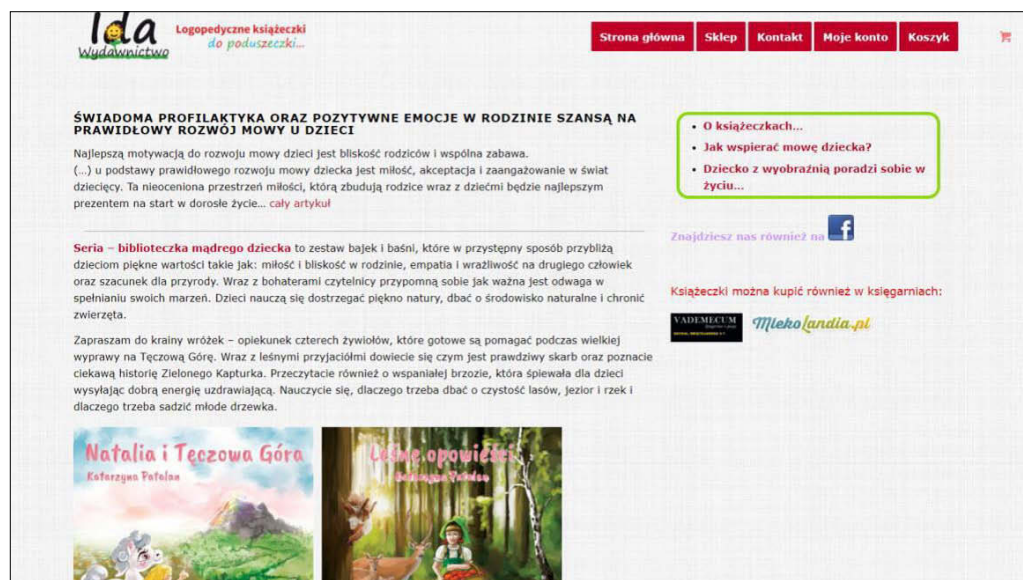 Ida
Wydawnictwo
Logopedyczne książeczki
do poduszeczki...
Strona główna
Sklep
Kontakt
Moje konto
Koszyk
ŚWIADOMA PROFILAKTYKA ORAZ POZYTYWNE EMOCJE W RODZINIE SZANSĄ NA
PRAWIDŁOWY ROZWÓJ MOWY U DZIECI
Najlepszą motywacją do rozwoju mowy dzieci jest bliskość rodziców i wspólna zabawa.
(...) u podstawy prawidłowego rozwoju mowy dziecka jest miłość, akceptacja i zaangażowanie w świat
dziecięcy. Ta nieoceniona przestrzeń miłości, którą zbudują rodzice wraz z dziećmi będzie najlepszym
prezentem na start w dorosłe życie... cały artykuł
Seria – biblioteczka mądrego dziecka to zestaw bajek i baśni, które w przystępny sposób przybliżą
dzieciom piękne wartości takie jak: miłość i bliskość w rodzinie, empatia i wrażliwość na drugiego człowiek
oraz szacunek dla przyrody. Wraz z bohaterami czytelnicy przypomną sobie jak ważna jest odwaga w
spełnianiu swoich marzeń. Dzieci nauczą się dostrzegać piękno natury, dbać o środowisko naturalne i chronić
zwierzęta.
Zapraszam do krainy wróżek – opiekunek czterech żywiołów, które gotowe są pomagać podczas wielkiej
wyprawy na Tęczową Górę. Wraz z leśnymi przyjaciółmi dowiecie się czym jest prawdziwy skarb oraz poznacie
ciekawą historię Zielonego Kapturka. Przeczytacie również o wspaniałej brzozie, która śpiewała dla dzieci
wysyłając dobrą energię uzdrawiającą. Nauczycie się, dlaczego trzeba dbać o czystość lasów, jezior i rzek i
dlaczego trzeba sadzić młode drzewka.
Natalia i Tęczowa Góra
Katarzyna Patalan
Leśne opowieści
Katarzyna Patalan
O książeczkach...
Jak wspierać mowę dziecka?
Dziecko z wyobraźnią poradzi sobie w
życiu...
Znajdziesz nas również na
Książeczki można kupić również w księgarniach:
VADEMECUM
MlekoLandia.pl